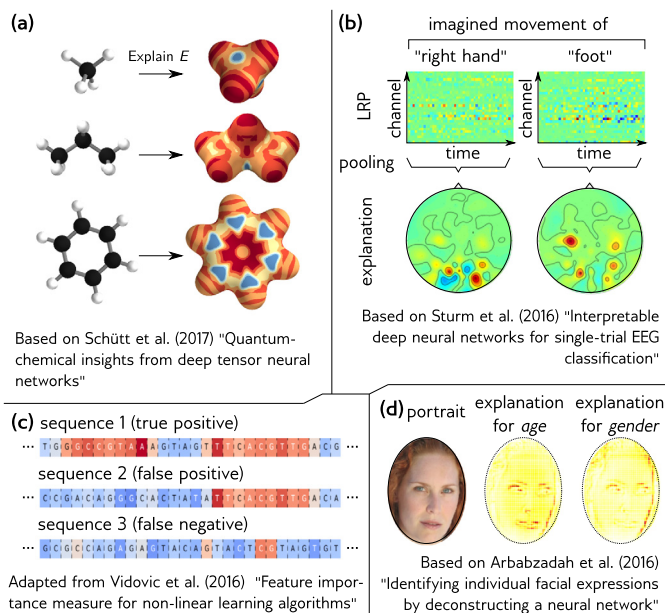 (a)
Explain E
Based on Schütt et al. (2017) "Quantum-
chemical insights from deep tensor neural
networks"
(b)
imagined movement of
"right hand"
"foot"
LRP
channel
channel
time
time
pooling
explanation
Based on Sturm et al. (2016) "Interpretable
deep neural networks for single-trial EEG
classification"
(c)
sequence 1 (true positive)
... T G G G C C G T A A A G T A G T T T C A C G T T G A C G ...
sequence 2 (false positive)
... C C G A C A G G G C A C T A T A T T C A C G T T G A C A ...
sequence 3 (false negative)
... G C G C C A G A G A G T A C A G T A C T C G T A G T G T ...
Adapted from Vidovic et al. (2016) "Feature impor-
tance measure for non-linear learning algorithms"
(d)
portrait
explanation
for age
explanation
for gender
Based on Arbabzadah et al. (2016)
"Identifying individual facial expressions
by deconstructing a neural network"